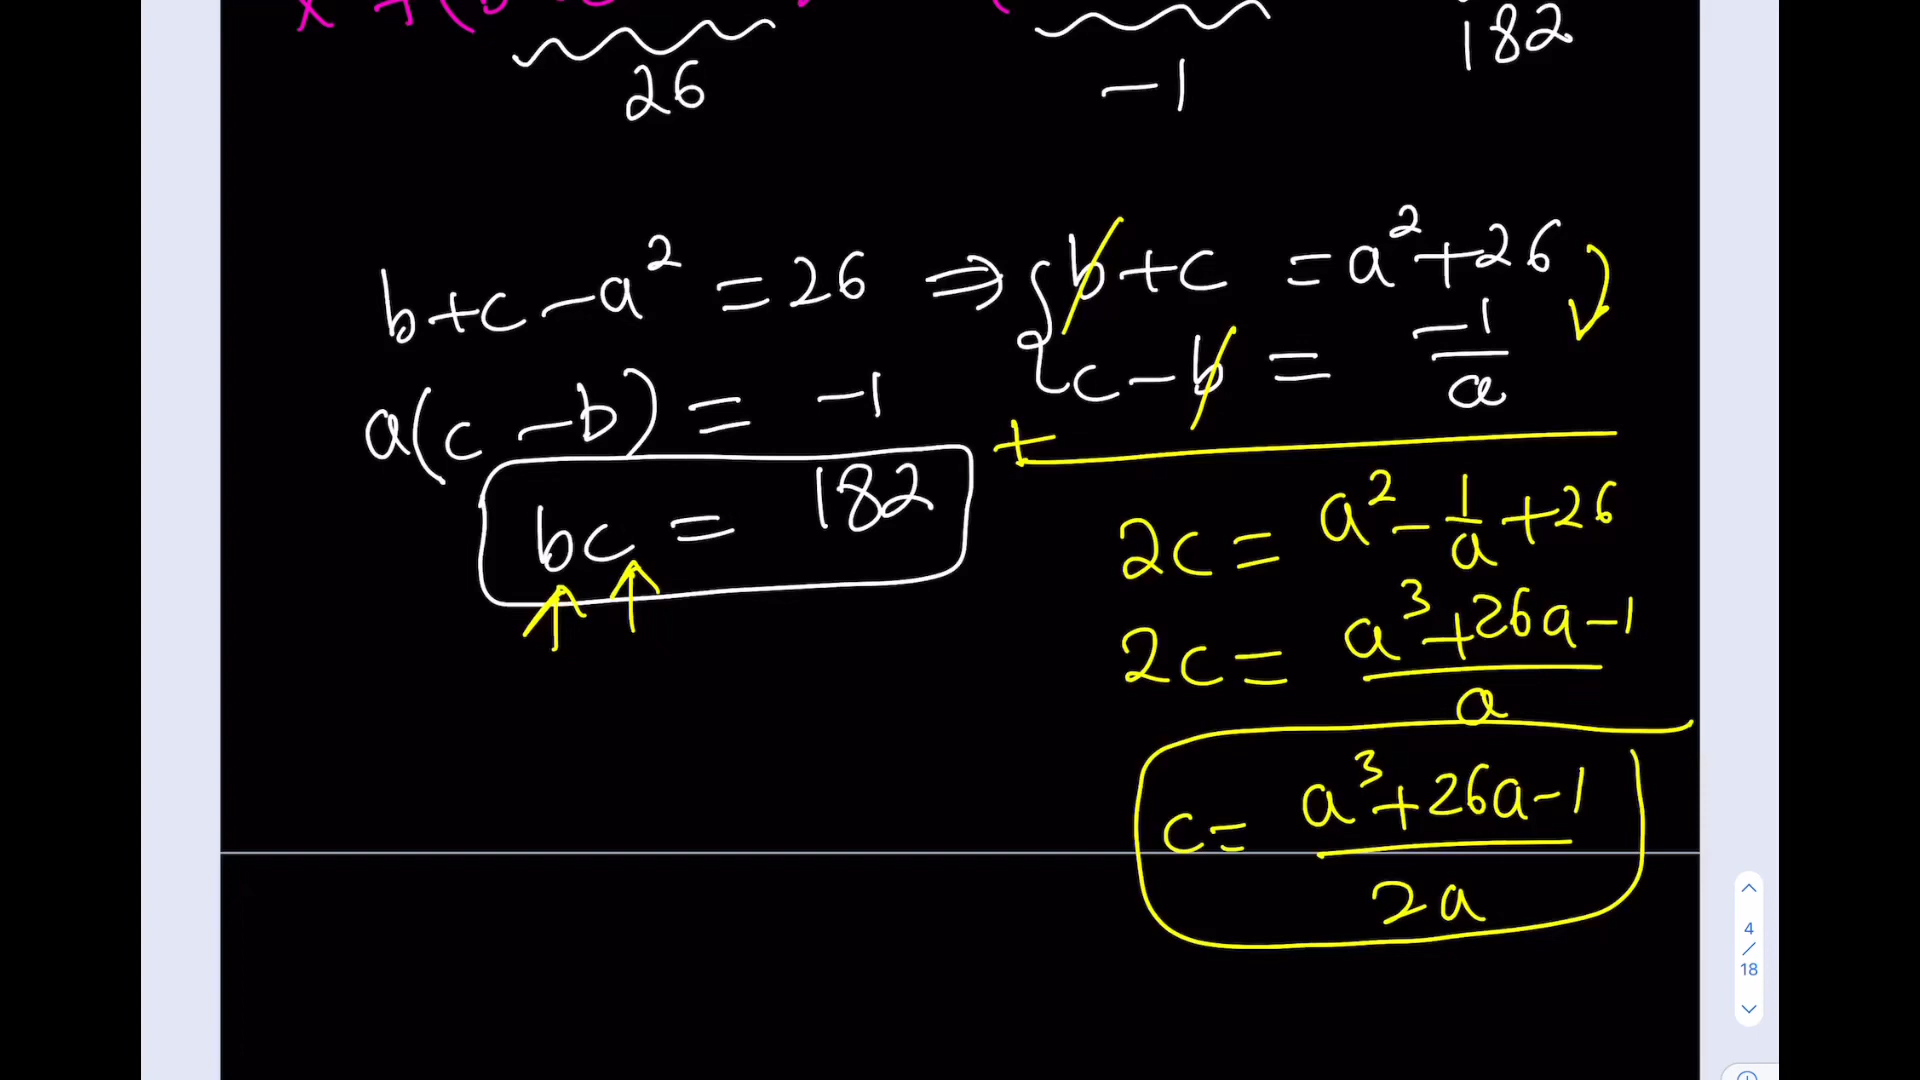 26
-1
182
b+c-a²=26 ⇒ { b+c = a²+26
a(c-b) = -1
c-b = -1/a
bc = 182
+
2c = a² - 1/a + 26
2c = (a³+26a-1)/a
c = (a³+26a-1)/2a
4
/
18